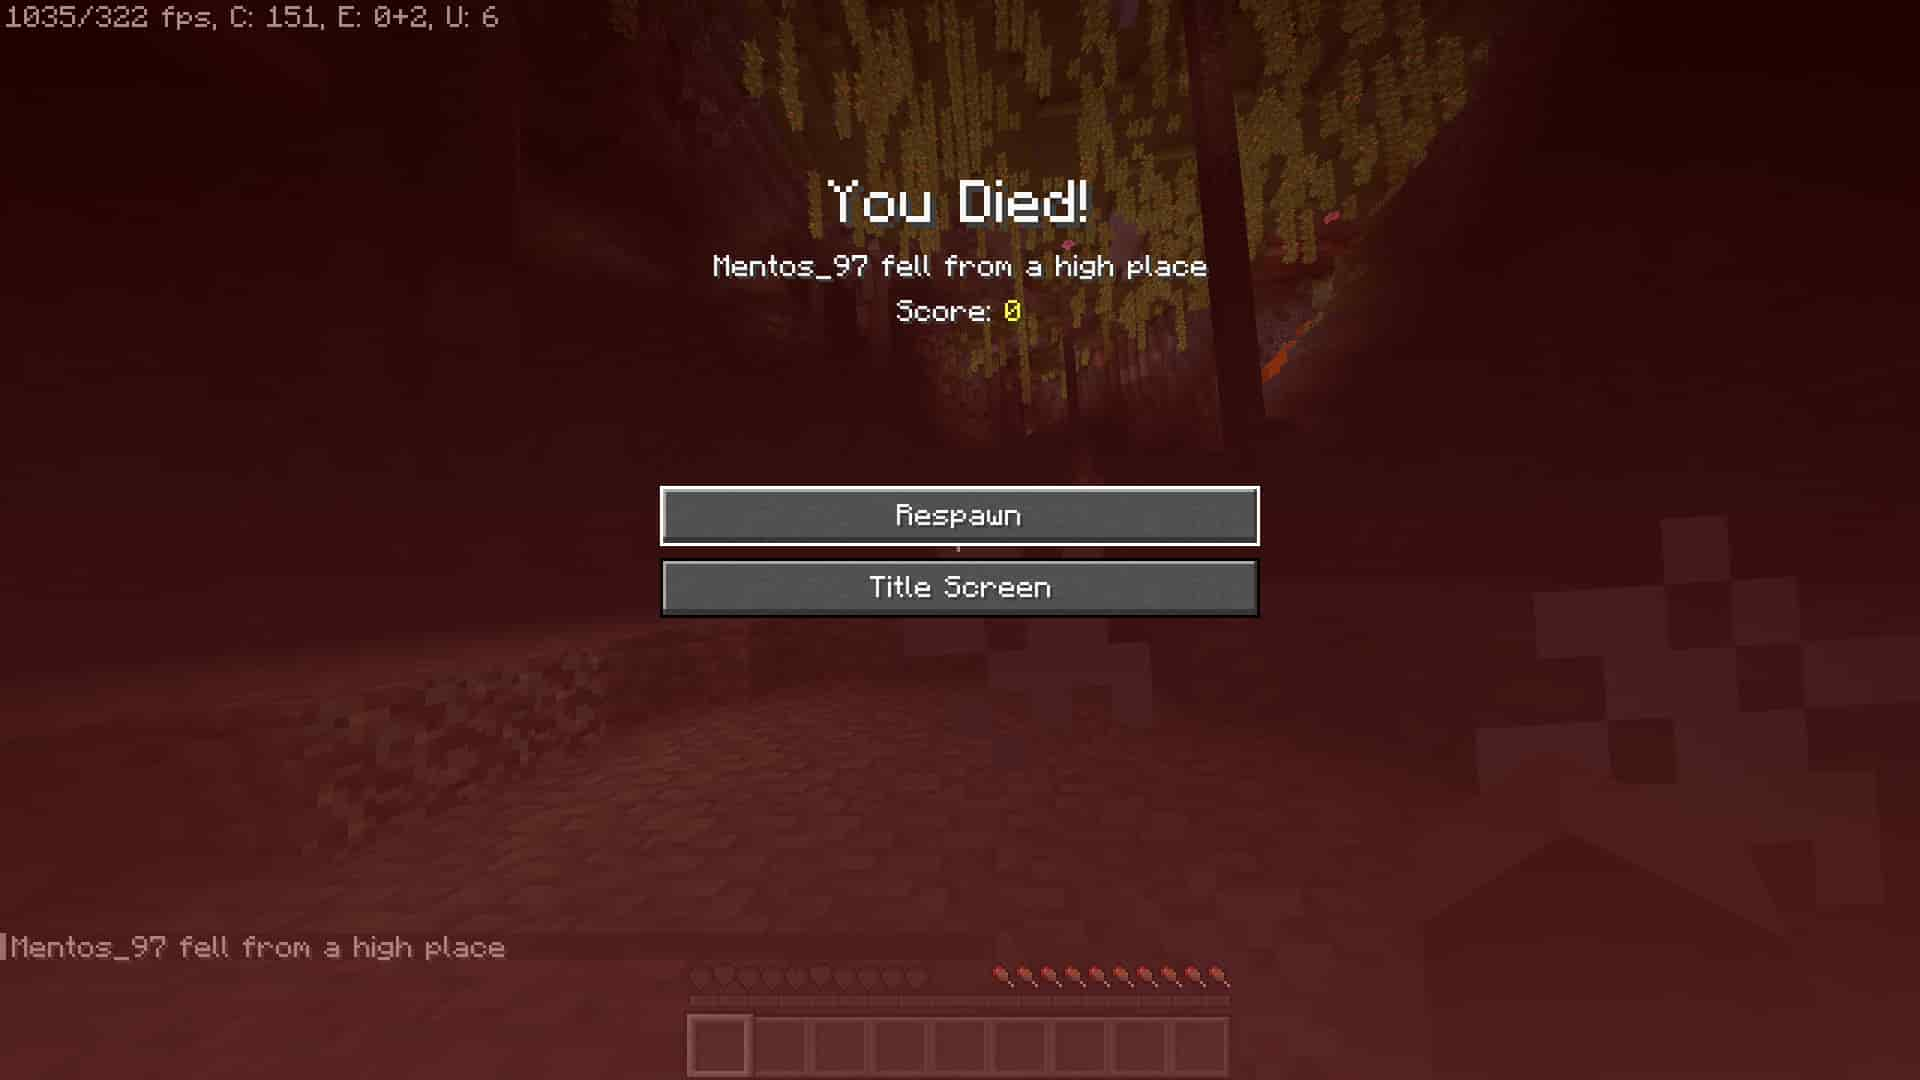 1035/322 fps, C: 151, E: 0+2, U: 6
You Died!
Mentos_97 fell from a high place
Score: 0
Respawn
Title Screen
Mentos_97 fell from a high place